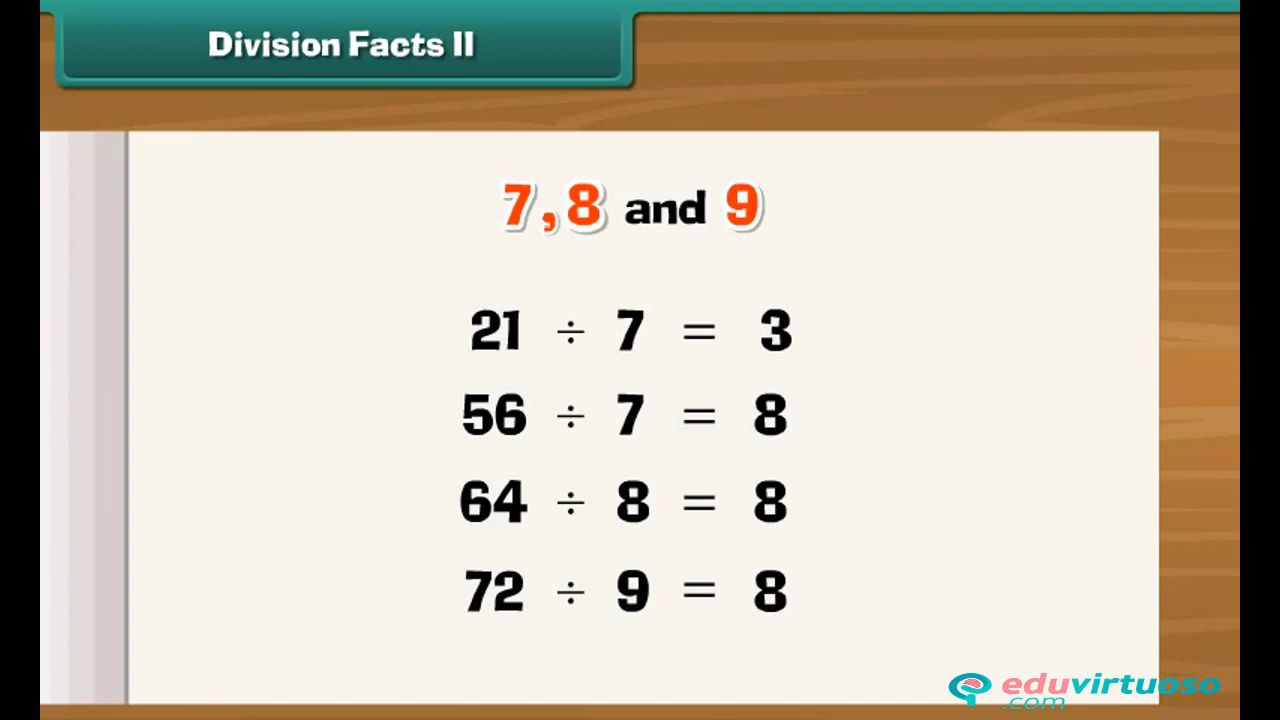 Division Facts II
7, 8 and 9
21 ÷ 7 = 3
56 ÷ 7 = 8
64 ÷ 8 = 8
72 ÷ 9 = 8
eduvirtuoso
.com